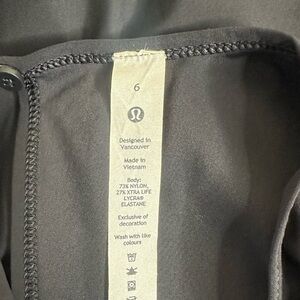 6
Designed in
Vancouver
Made in
Vietnam
Body:
73% NYLON,
27% XTRA LIFE
LYCRA®
ELASTANE
Exclusive of
decoration
Wash with like
colours